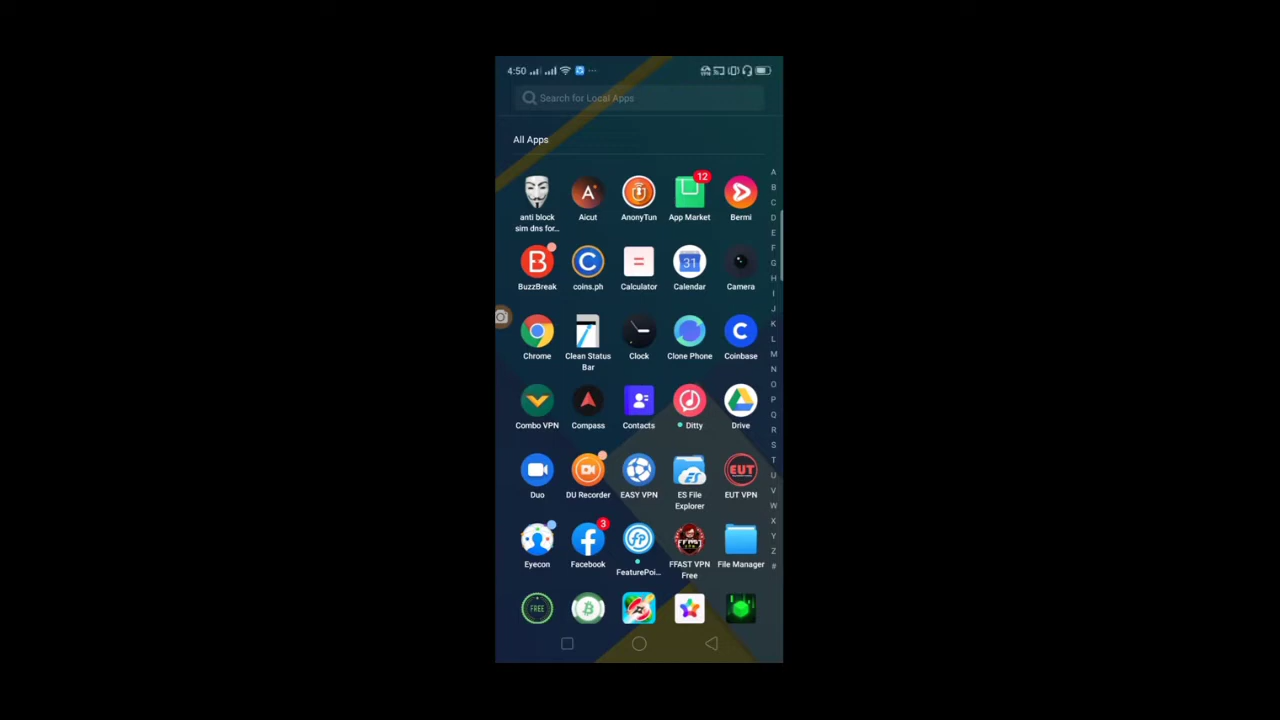 4:50
Search for Local Apps
All Apps
12
anti block
sim dns for...
Aicut
AnonyTun
App Market
Bermi
BuzzBreak
coins.ph
Calculator
31
Calendar
Camera
Chrome
Clean Status
Bar
Clock
Clone Phone
Coinbase
Combo VPN
Compass
Contacts
Ditty
Drive
Duo
DU Recorder
EASY VPN
ES
ES File
Explorer
EUT
EUT VPN
3
Eyecon
Facebook
FeaturePoi...
FFAST VPN
Free
File Manager
FREE
A
B
C
D
E
F
G
H
I
J
K
L
M
N
O
P
Q
R
S
T
U
V
W
X
Y
Z
#